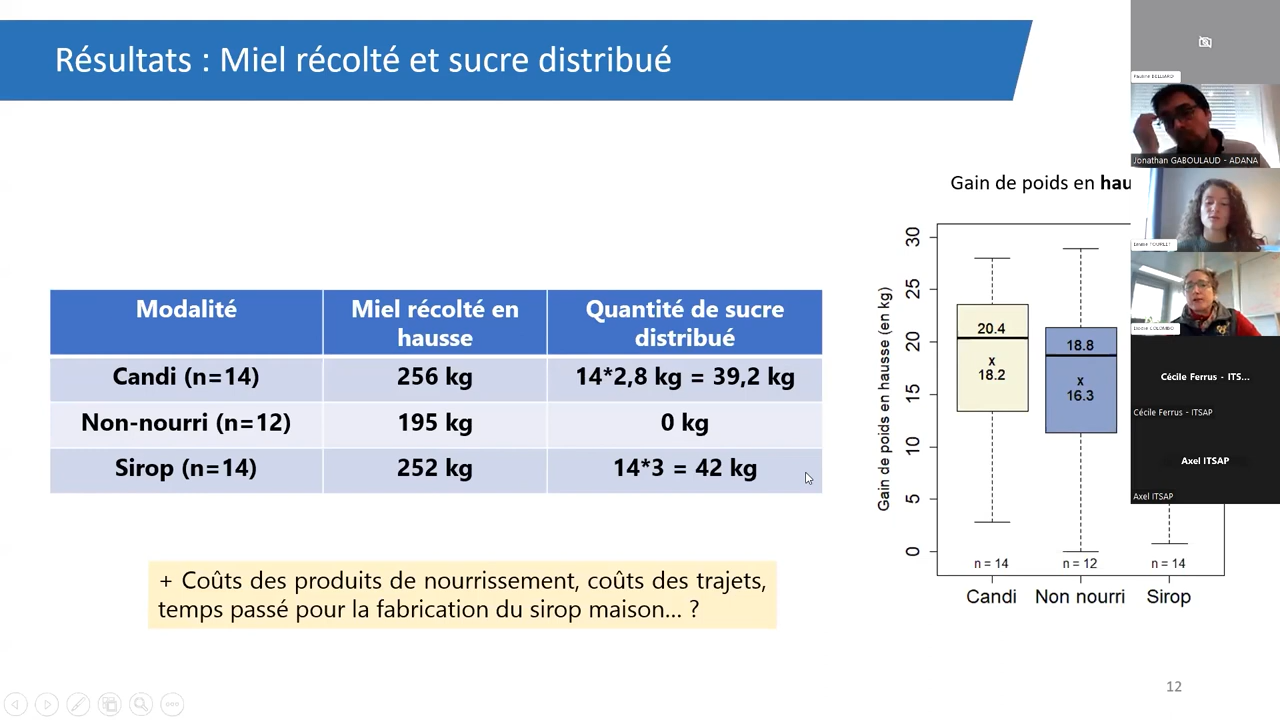 Résultats : Miel récolté et sucre distribué
Modalité
Miel récolté en
hausse
Quantité de sucre
distribué
Candi (n=14)
256 kg
14*2,8 kg = 39,2 kg
Non-nourri (n=12)
195 kg
0 kg
Sirop (n=14)
252 kg
14*3 = 42 kg
+ Coûts des produits de nourrissement, coûts des trajets,
temps passé pour la fabrication du sirop maison... ?
Gain de poids en hau
Gain de poids en hausse (en kg)
30
25
20
15
10
5
0
20.4
x
18.2
18.8
x
16.3
n = 14
n = 12
n = 14
Candi
Non nourri
Sirop
12
Jonathan GABOULAUD - ADANA
Cécile Ferrus - ITS...
Cécile Ferrus - ITSAP
Axel ITSAP
Axel ITSAP